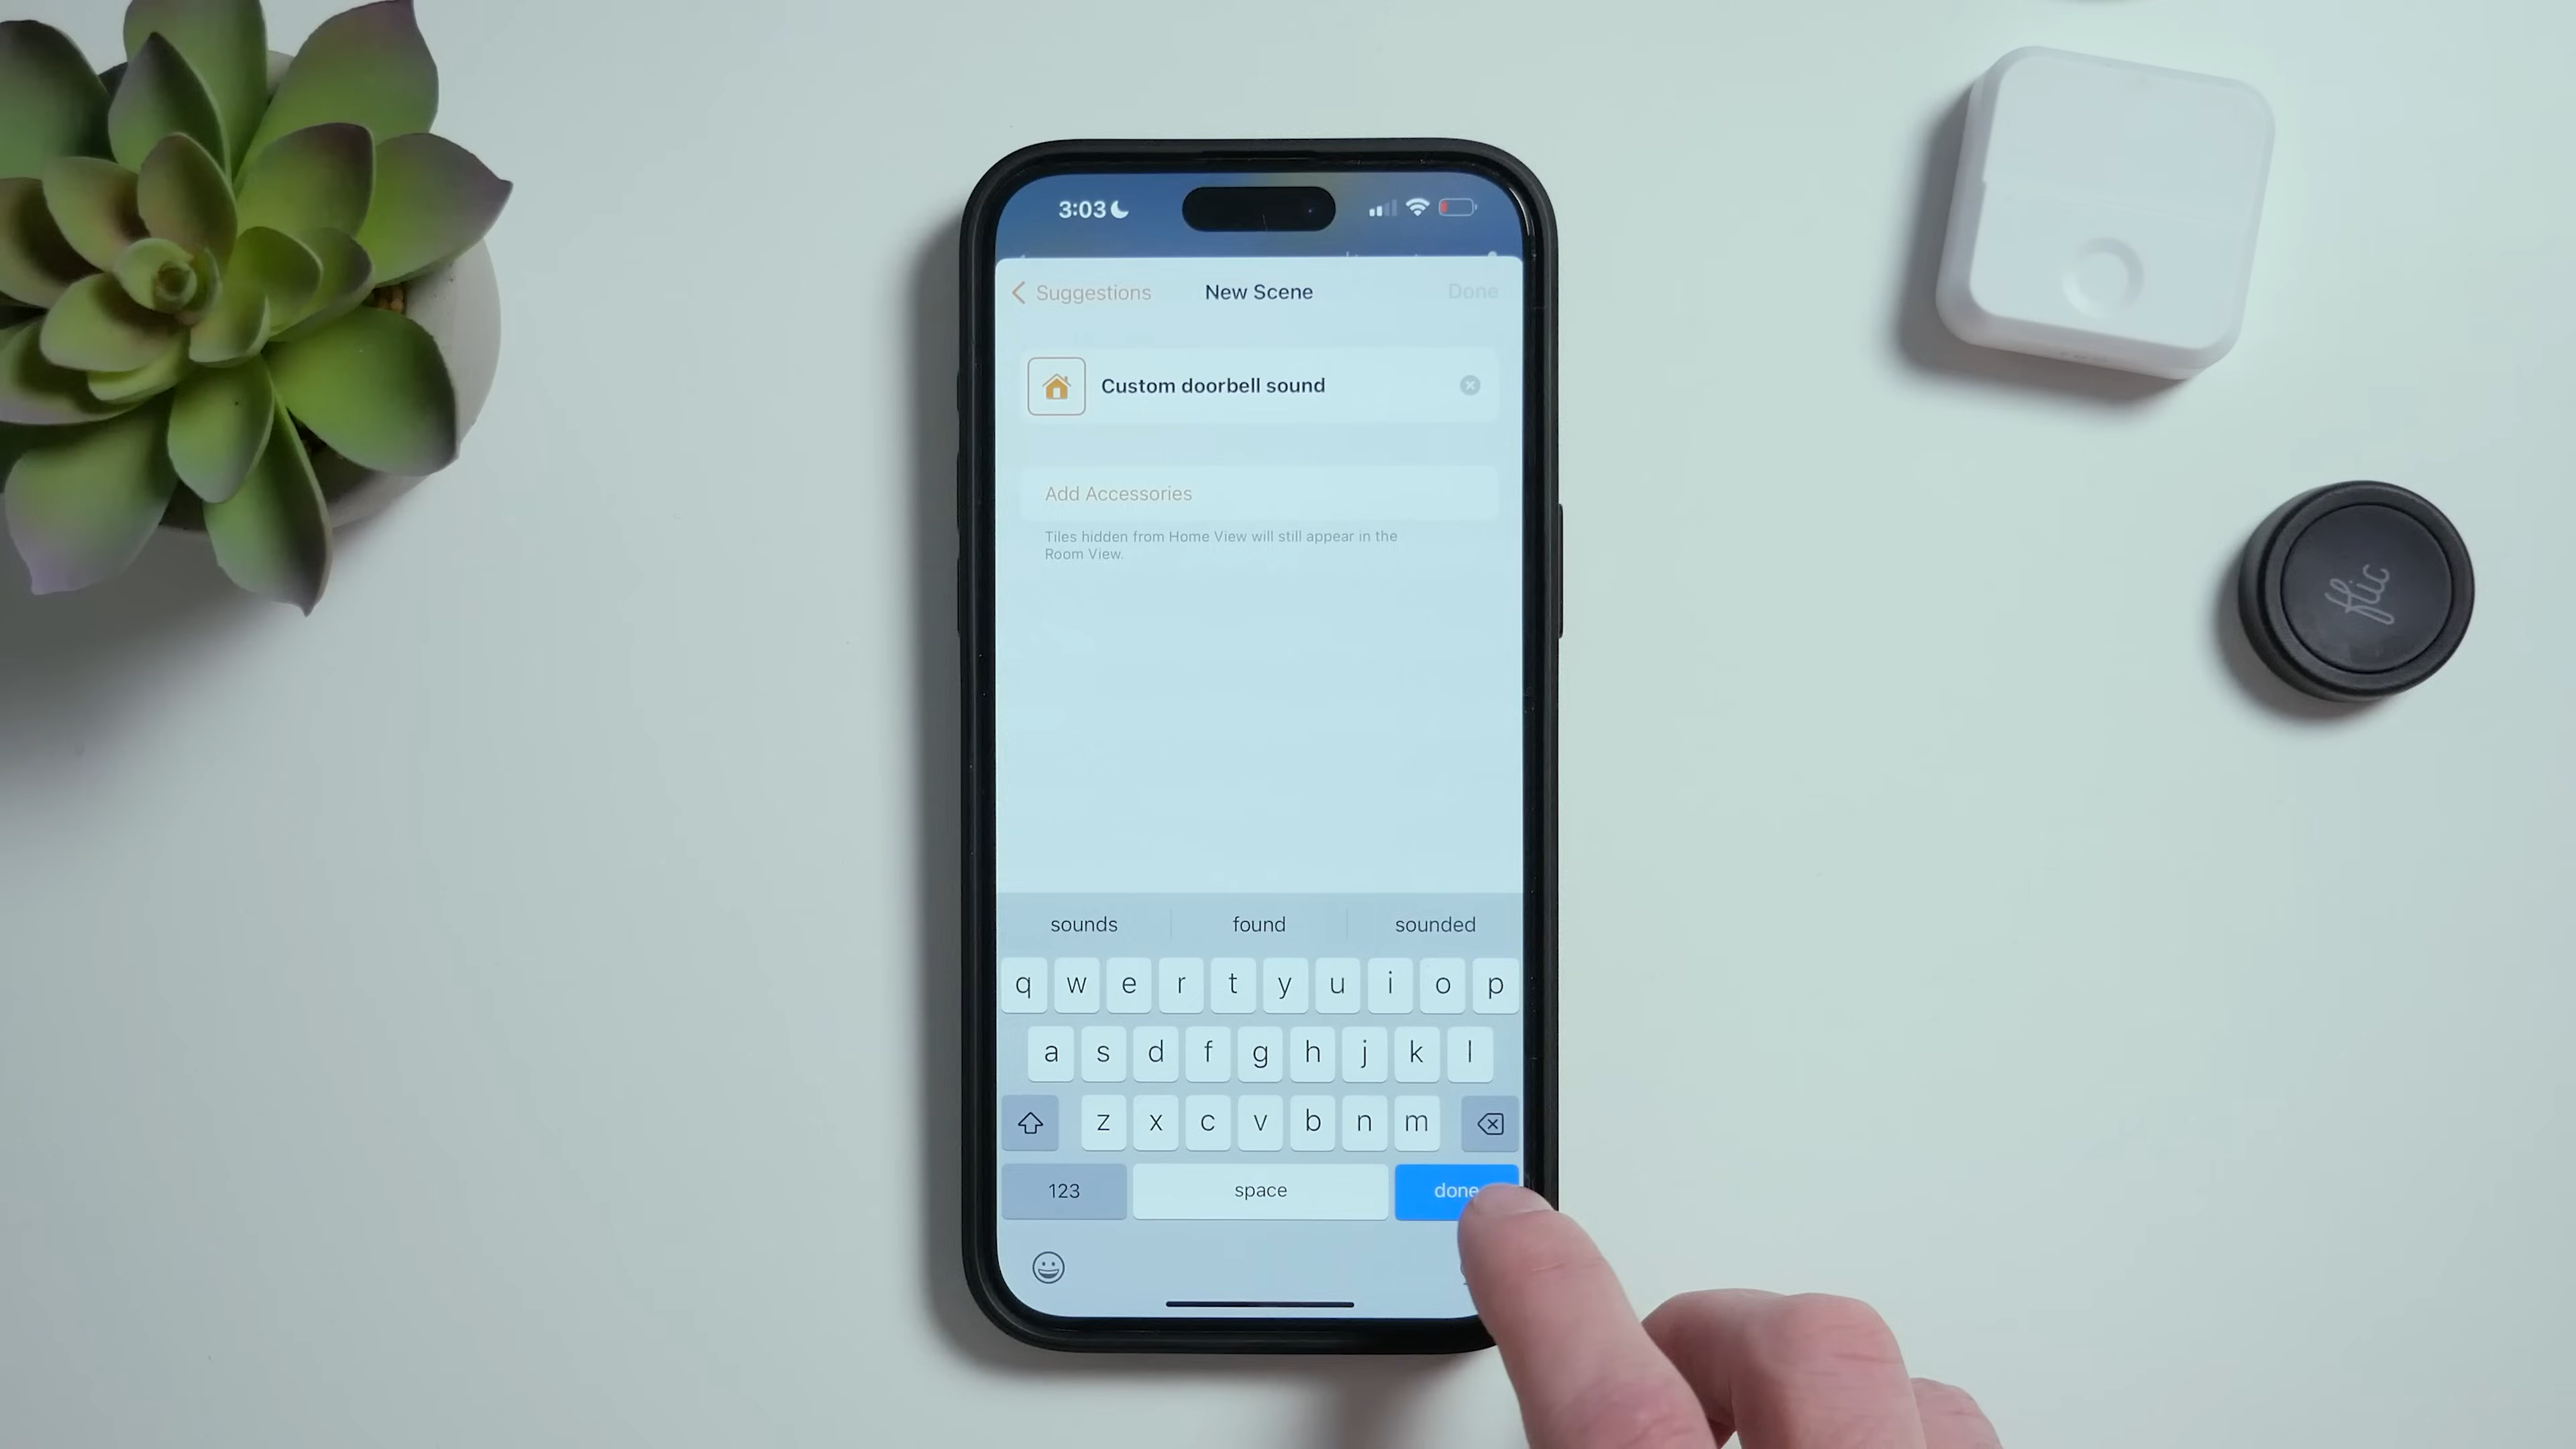 3:03
Suggestions
New Scene
Done
Custom doorbell sound
Add Accessories
Tiles hidden from Home View will still appear in the
Room View.
sounds found sounded
q w e r t y u i o p
a s d f g h j k l
z x c v b n m
123 space done
flic